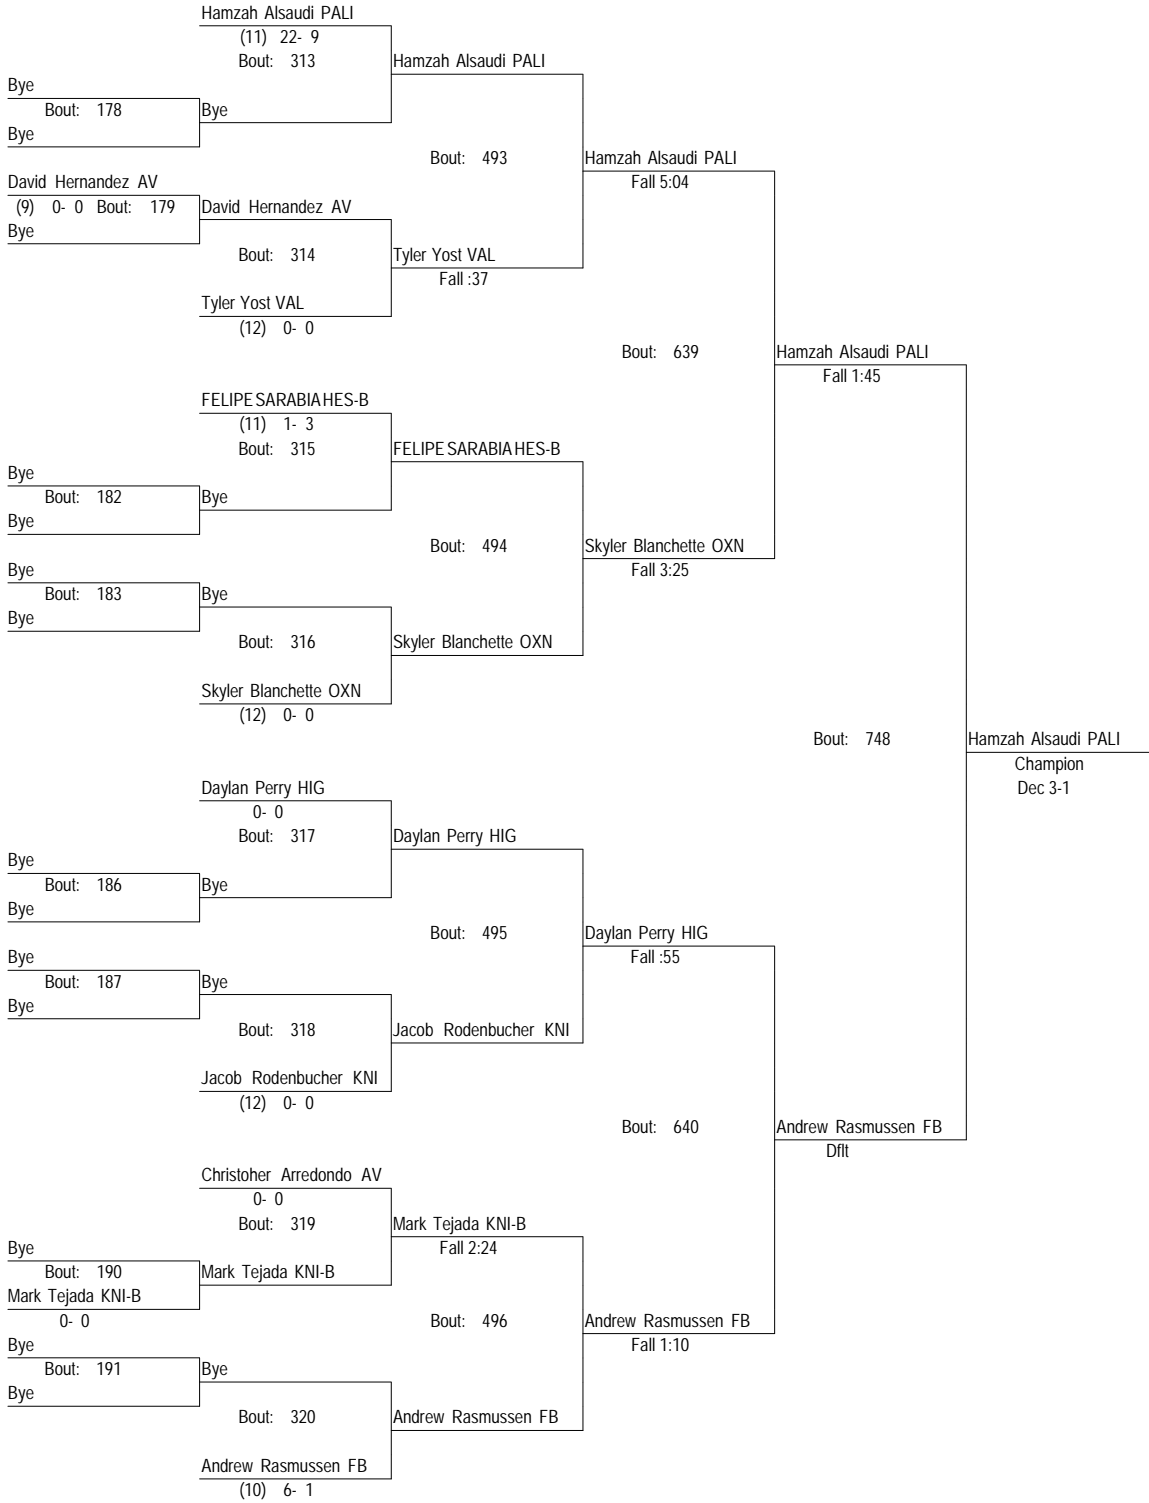 Hamzah Alsaudi PALI
(11) 22- 9
Bout: 313
Hamzah Alsaudi PALI
Bye
Bout: 178
Bye
Bye
Bout: 493
Hamzah Alsaudi PALI
Fall 5:04
David Hernandez AV
(9) 0- 0 Bout: 179
David Hernandez AV
Bye
Bout: 314
Tyler Yost VAL
Fall :37
Tyler Yost VAL
(12) 0- 0
Bout: 639
Hamzah Alsaudi PALI
Fall 1:45
FELIPE SARABIA HES-B
(11) 1- 3
Bout: 315
FELIPE SARABIA HES-B
Bye
Bout: 182
Bye
Bye
Bout: 494
Skyler Blanchette OXN
Fall 3:25
Bye
Bout: 183
Bye
Bye
Bout: 316
Skyler Blanchette OXN
Skyler Blanchette OXN
(12) 0- 0
Bout: 748
Hamzah Alsaudi PALI
Champion
Dec 3-1
Daylan Perry HIG
0- 0
Bout: 317
Daylan Perry HIG
Bye
Bout: 186
Bye
Bye
Bout: 495
Daylan Perry HIG
Fall :55
Bye
Bout: 187
Bye
Bye
Bout: 318
Jacob Rodenbucher KNI
Jacob Rodenbucher KNI
(12) 0- 0
Bout: 640
Andrew Rasmussen FB
Dflt
Christoher Arredondo AV
0- 0
Bout: 319
Mark Tejada KNI-B
Fall 2:24
Bye
Bout: 190
Mark Tejada KNI-B
Mark Tejada KNI-B
0- 0
Bout: 496
Andrew Rasmussen FB
Fall 1:10
Bye
Bout: 191
Bye
Bye
Bout: 320
Andrew Rasmussen FB
Andrew Rasmussen FB
(10) 6- 1